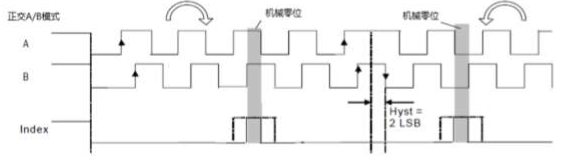 正交A/B模式
机械零位
机械零位
A
B
Hyst =
2 LSB
Index